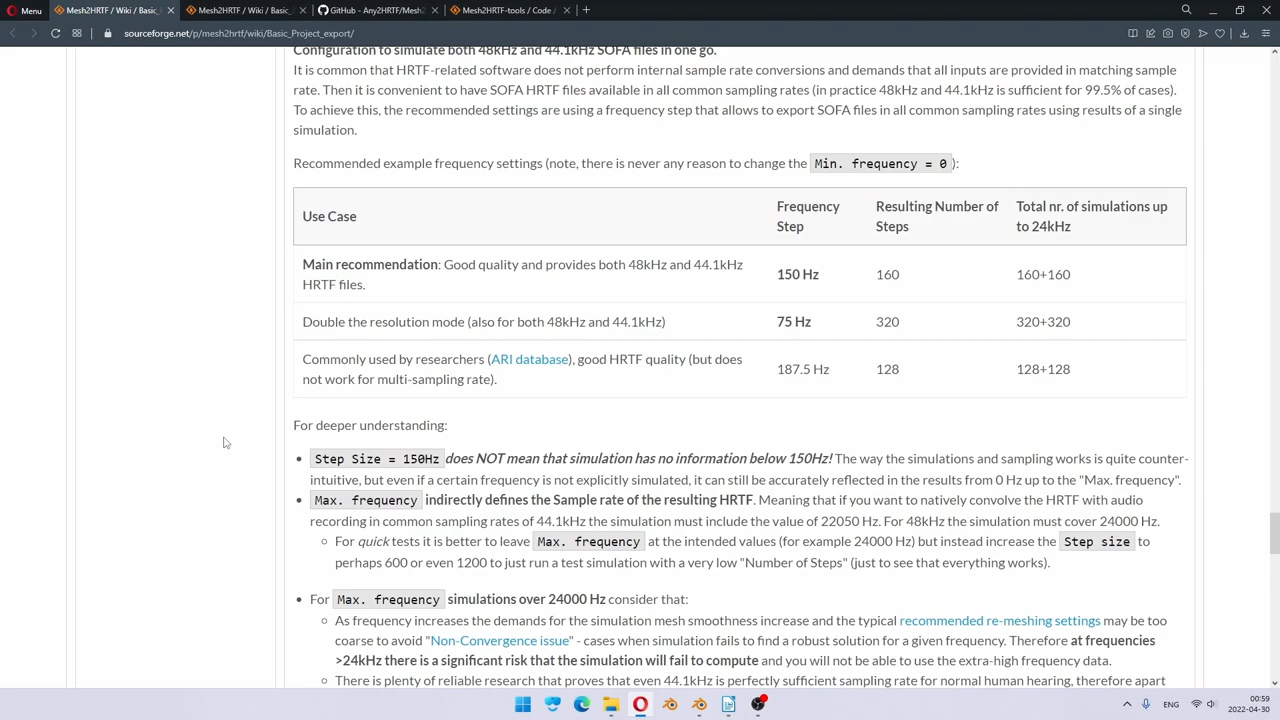 Menu
Mesh2HRTF / Wiki / Basic_
Mesh2HRTF / Wiki / Basic_P
GitHub - Any2HRTF/Mesh2
Mesh2HRTF-tools / Code /
sourceforge.net/p/mesh2hrtf/wiki/Basic_Project_export/
Configuration to simulate both 48kHz and 44.1kHz SOFA files in one go.
It is common that HRTF-related software does not perform internal sample rate conversions and demands that all inputs are provided in matching sample
rate. Then it is convenient to have SOFA HRTF files available in all common sampling rates (in practice 48kHz and 44.1kHz is sufficient for 99.5% of cases).
To achieve this, the recommended settings are using a frequency step that allows to export SOFA files in all common sampling rates using results of a single
simulation.
Recommended example frequency settings (note, there is never any reason to change the Min. frequency = 0 ):
Use Case
Frequency
Step
Resulting Number of
Steps
Total nr. of simulations up
to 24kHz
Main recommendation: Good quality and provides both 48kHz and 44.1kHz
HRTF files.
150 Hz
160
160+160
Double the resolution mode (also for both 48kHz and 44.1kHz)
75 Hz
320
320+320
Commonly used by researchers (ARI database), good HRTF quality (but does
not work for multi-sampling rate).
187.5 Hz
128
128+128
For deeper understanding:
• Step Size = 150Hz does NOT mean that simulation has no information below 150Hz! The way the simulations and sampling works is quite counter-
intuitive, but even if a certain frequency is not explicitly simulated, it can still be accurately reflected in the results from 0 Hz up to the "Max. frequency".
• Max. frequency indirectly defines the Sample rate of the resulting HRTF. Meaning that if you want to natively convolve the HRTF with audio
recording in common sampling rates of 44.1kHz the simulation must include the value of 22050 Hz. For 48kHz the simulation must cover 24000 Hz.
○ For quick tests it is better to leave Max. frequency at the intended values (for example 24000 Hz) but instead increase the Step size to
perhaps 600 or even 1200 to just run a test simulation with a very low "Number of Steps" (just to see that everything works).
• For Max. frequency simulations over 24000 Hz consider that:
○ As frequency increases the demands for the simulation mesh smoothness increase and the typical recommended re-meshing settings may be too
coarse to avoid "Non-Convergence issue" - cases when simulation fails to find a robust solution for a given frequency. Therefore at frequencies
>24kHz there is a significant risk that the simulation will fail to compute and you will not be able to use the extra-high frequency data.
○ There is plenty of reliable research that proves that even 44.1kHz is perfectly sufficient sampling rate for normal human hearing, therefore apart
ENG
00:59
2022-04-30